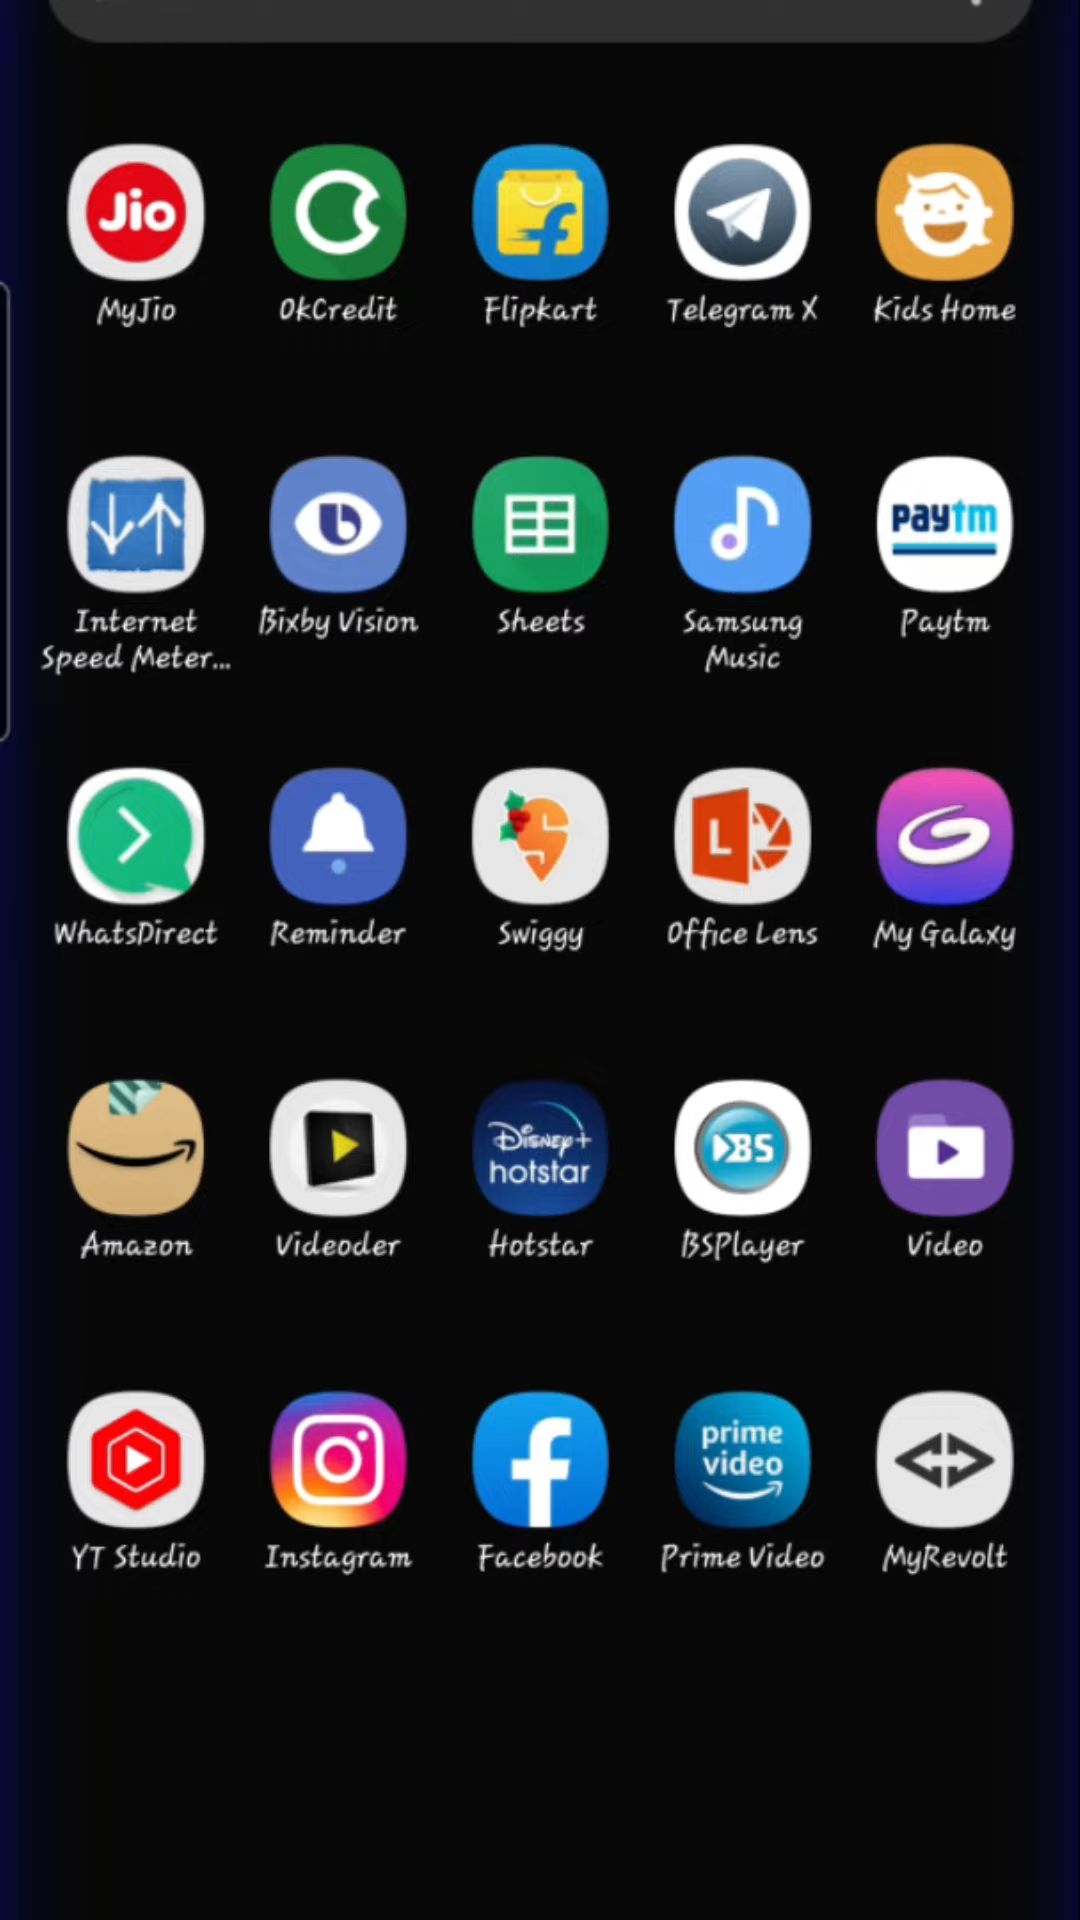 Jio
MyJio
OkCredit
Flipkart
Telegram X
Kids Home
Internet
Speed Meter...
Bixby Vision
Sheets
Samsung
Music
paytm
Paytm
WhatsDirect
Reminder
Swiggy
L
Office Lens
My Galaxy
Amazon
Videoder
Disney+
hotstar
Hotstar
BS
BSPlayer
Video
YT Studio
Instagram
Facebook
prime
video
Prime Video
MyRevolt